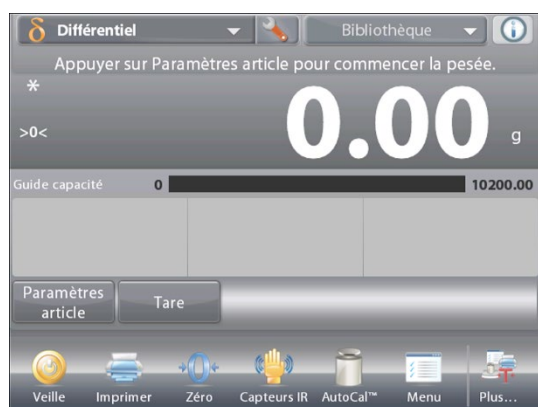 δ Différentiel Bibliothèque
Appuyer sur Paramètres article pour commencer la pesée.
*
0.00 g
>0<
Guide capacité 0 10200.00
Paramètres
article
Tare
Veille Imprimer Zéro Capteurs IR AutoCal™ Menu Plus...